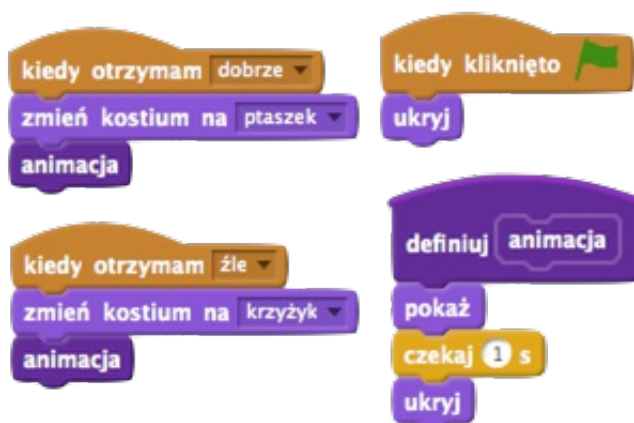 kiedy otrzymam dobrze
zmień kostium na ptaszek
animacja
kiedy otrzymam źle
zmień kostium na krzyżyk
animacja
kiedy kliknięto
ukryj
definiuj animacja
pokaż
czekaj 1 s
ukryj